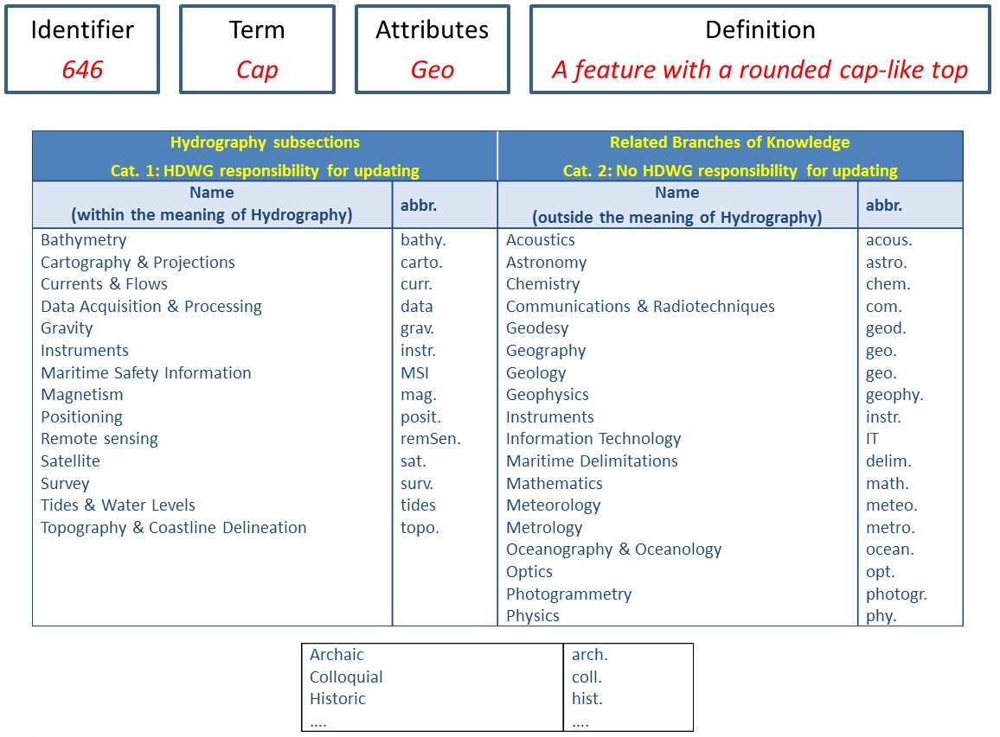 Identifier
646
Term
Cap
Attributes
Geo
Definition
A feature with a rounded cap-like top
Hydrography subsections
Cat. 1: HDWG responsibility for updating
Related Branches of Knowledge
Cat. 2: No HDWG responsibility for updating
Name
(within the meaning of Hydrography)
abbr.
Name
(outside the meaning of Hydrography)
abbr.
Bathymetry bathy. Acoustics acous.
Cartography & Projections carto. Astronomy astro.
Currents & Flows curr. Chemistry chem.
Data Acquisition & Processing data Communications & Radiotechniques com.
Gravity grav. Geodesy geod.
Instruments instr. Geography geo.
Maritime Safety Information MSI Geology geo.
Magnetism mag. Geophysics geophy.
Positioning posit. Instruments instr.
Remote sensing remSen. Information Technology IT
Satellite sat. Maritime Delimitations delim.
Survey surv. Mathematics math.
Tides & Water Levels tides Meteorology meteo.
Topography & Coastline Delineation topo. Metrology metro.
Oceanography & Oceanology ocean.
Optics opt.
Photogrammetry photogr.
Physics phy.
Archaic arch.
Colloquial coll.
Historic hist.
.... ....